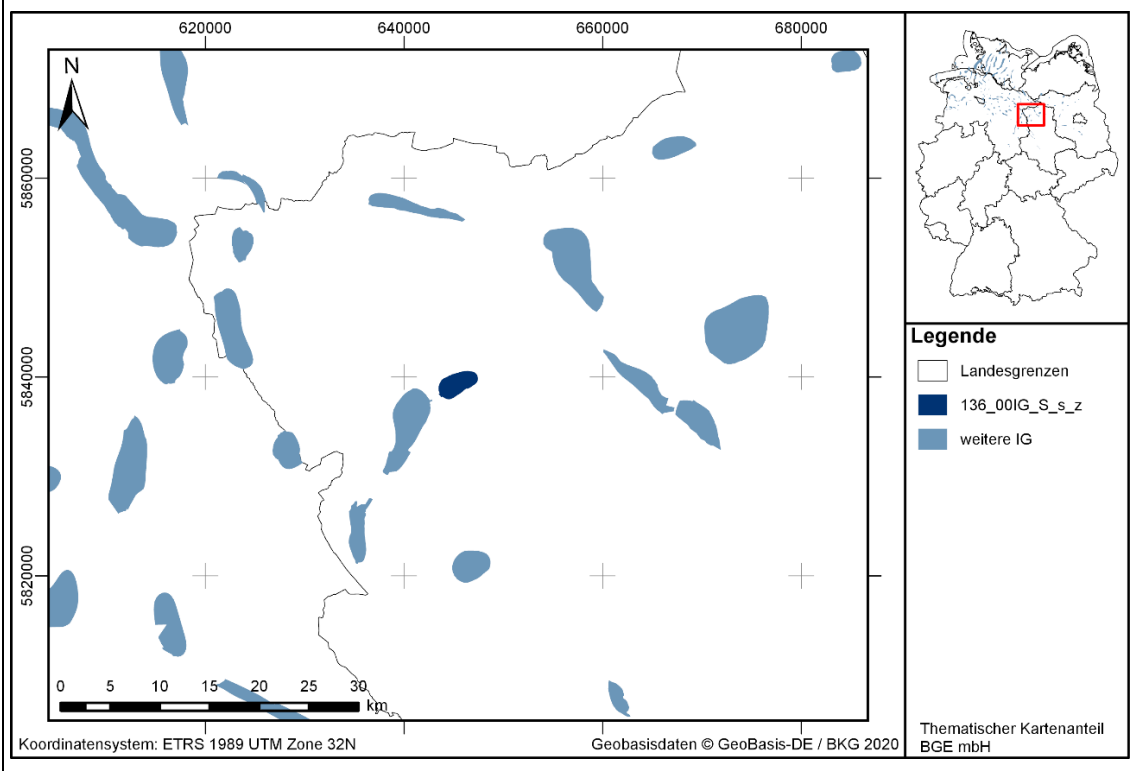 620000 640000 660000 680000
N
5860000
5840000
5820000
0 5 10 15 20 25 30
km
Koordinatensystem: ETRS 1989 UTM Zone 32N
Geobasisdaten © GeoBasis-DE / BKG 2020
Legende
Landesgrenzen
136_00IG_S_s_z
weitere IG
Thematischer Kartenanteil
BGE mbH